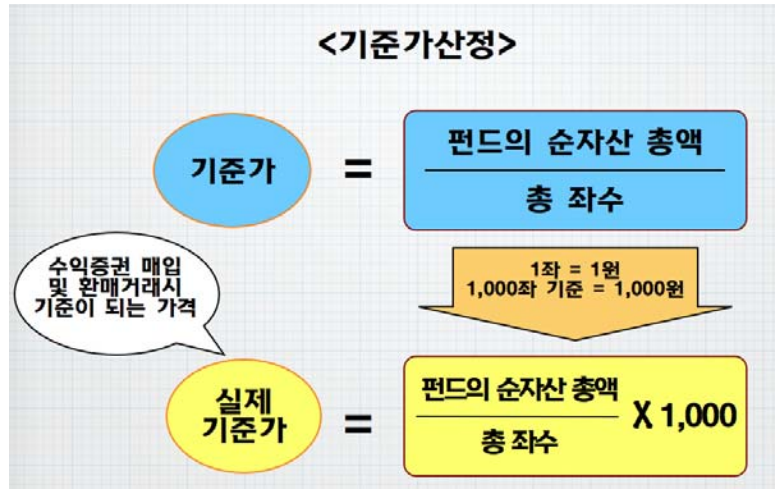 <기준가산정>
기준가 = 펀드의 순자산 총액
총 좌수
수익증권 매입
및 환매거래시
기준이 되는 가격
1좌 = 1원
1,000좌 기준 = 1,000원
실제
기준가 = 펀드의 순자산 총액
총 좌수 X 1,000